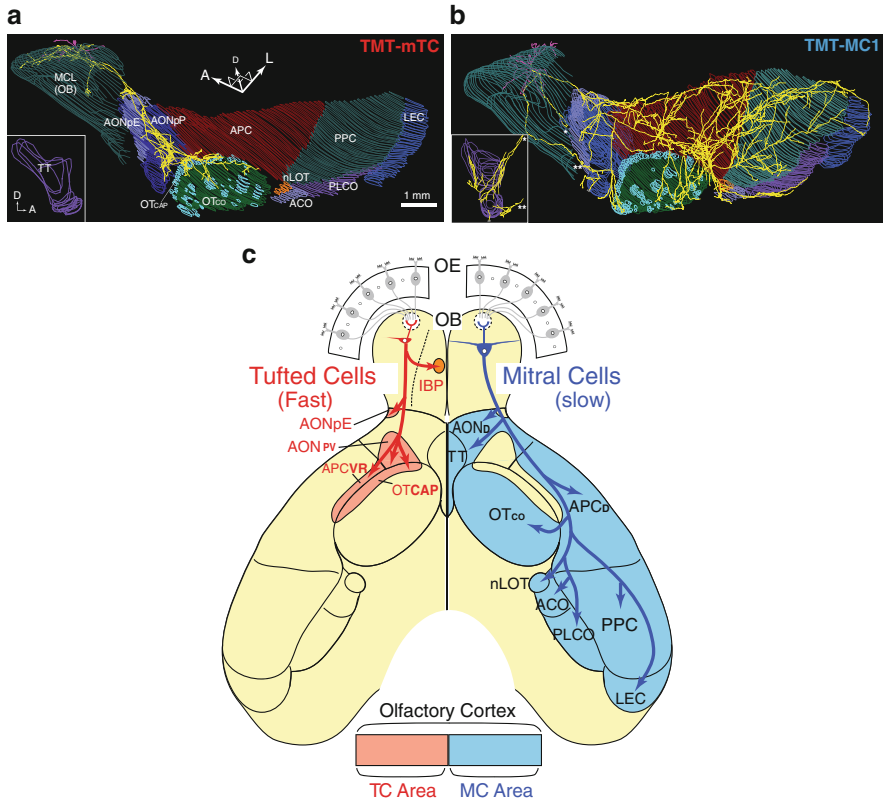 a
TMT-mTC
D
A
L
MCL
(OB)
AONpE
AONpP
APC
PPC
LEC
TT
D
A
OTCAP
OTCO
nLOT
ACO
PLCO
1 mm
b
TMT-MC1
*
**
*
**
c
OE
OB
Tufted Cells
(Fast)
IBP
Mitral Cells
(slow)
AONpE
AONPV
APCVR
OTCAP
AOND
TT
OTCO
APCD
nLOT
ACO
PLCO
PPC
LEC
Olfactory Cortex
TC Area
MC Area